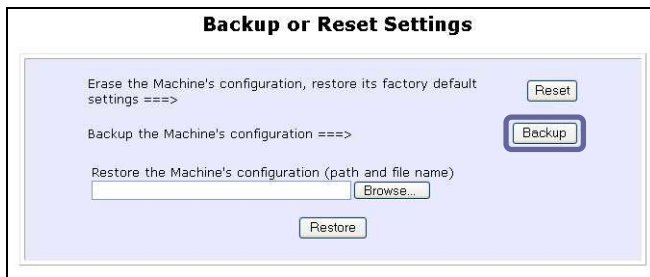 Backup or Reset Settings
Erase the Machine's configuration, restore its factory default
settings ===>
Reset
Backup the Machine's configuration ===>
Backup
Restore the Machine's configuration (path and file name)
Browse...
Restore